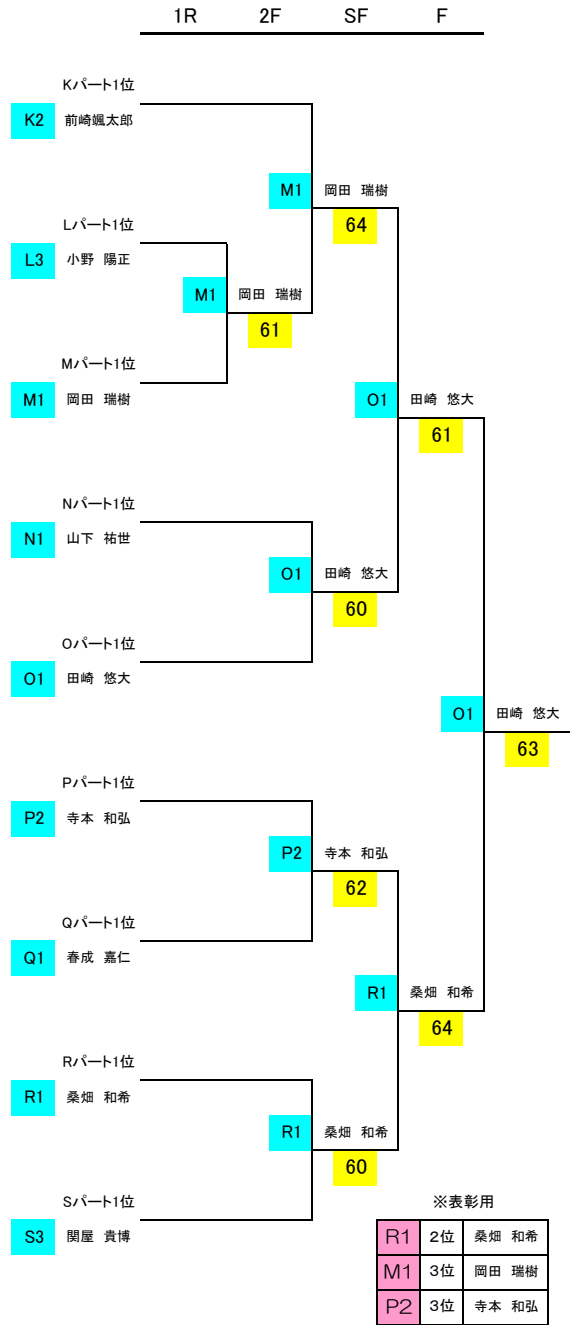 1R 2F SF F
Kパート1位
K2 前崎颯太郎
M1 岡田 瑞樹
64
Lパート1位
L3 小野 陽正
M1 岡田 瑞樹
61
Mパート1位
M1 岡田 瑞樹
O1 田崎 悠大
61
Nパート1位
N1 山下 祐世
O1 田崎 悠大
60
Oパート1位
O1 田崎 悠大
O1 田崎 悠大
63
Pパート1位
P2 寺本 和弘
P2 寺本 和弘
62
Qパート1位
Q1 春成 嘉仁
R1 桑畑 和希
64
Rパート1位
R1 桑畑 和希
R1 桑畑 和希
60
Sパート1位
S3 関屋 貴博
※表彰用
R1 2位 桑畑 和希
M1 3位 岡田 瑞樹
P2 3位 寺本 和弘